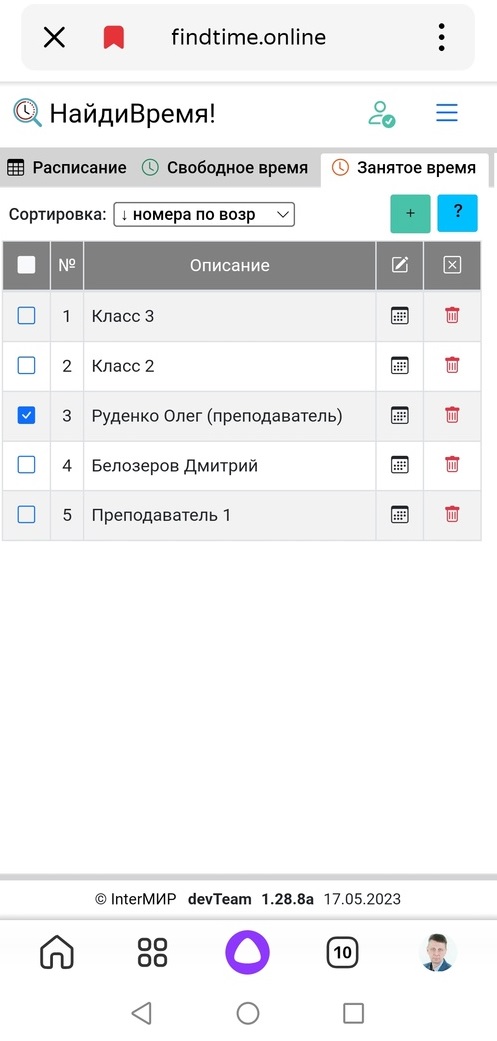 findtime.online
НайдиВремя!
Расписание Свободное время Занятое время
Сортировка: ↓ номера по возр + ?
№ Описание
1 Класс 3
2 Класс 2
3 Руденко Олег (преподаватель)
4 Белозеров Дмитрий
5 Преподаватель 1
© InterМИР devTeam 1.28.8a 17.05.2023
10